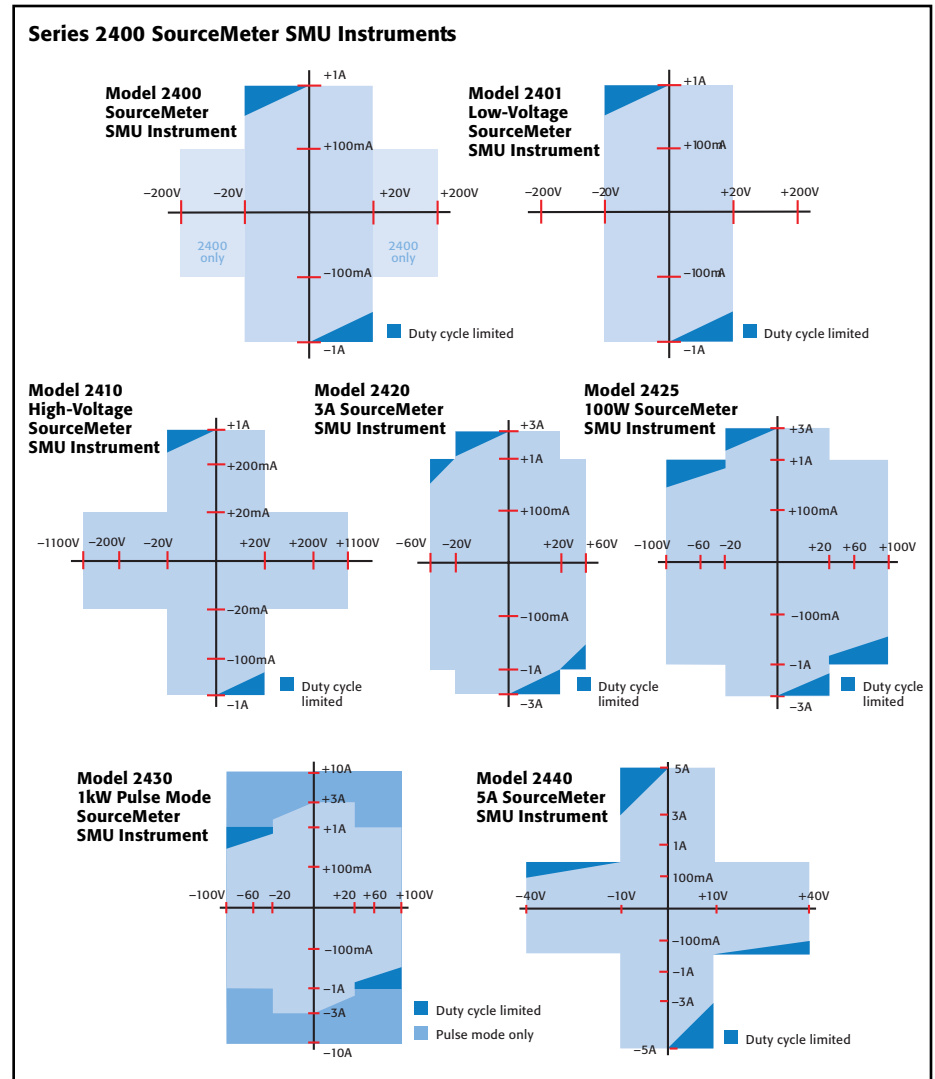 Series 2400 SourceMeter SMU Instruments
Model 2400
SourceMeter
SMU Instrument
+1A
+100mA
−200V
−20V
+20V
+200V
2400
only
2400
only
−100mA
−1A
Duty cycle limited
Model 2401
Low-Voltage
SourceMeter
SMU Instrument
+1A
+100mA
−200V
−20V
+20V
+200V
−100mA
−1A
Duty cycle limited
Model 2410
High-Voltage
SourceMeter
SMU Instrument
+1A
+200mA
+20mA
−1100V
−200V
−20V
+20V
+200V
+1100V
−20mA
−100mA
−1A
Duty cycle
limited
Model 2420
3A SourceMeter
SMU Instrument
+3A
+1A
+100mA
−60V
−20V
+20V
+60V
−100mA
−1A
−3A
Duty cycle
limited
Model 2425
100W SourceMeter
SMU Instrument
+3A
+1A
+100mA
−100V
−60
−20
+20
+60
+100V
−100mA
−1A
−3A
Duty cycle
limited
Model 2430
1kW Pulse Mode
SourceMeter
SMU Instrument
+10A
+3A
+1A
+100mA
−100V
−60
−20
+20
+60
+100V
−100mA
−1A
−3A
−10A
Duty cycle limited
Pulse mode only
Model 2440
5A SourceMeter
SMU Instrument
5A
3A
1A
100mA
−40V
−10V
+10V
+40V
−100mA
−1A
−3A
−5A
Duty cycle limited